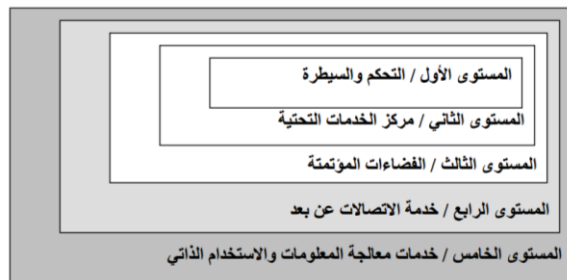 المستوى الأول / التحكم والسيطرة
المستوى الثاني / مركز الخدمات التحتية
المستوى الثالث / الفضاءات المؤتمتة
المستوى الرابع / خدمة الاتصالات عن بعد
المستوى الخامس / خدمات معالجة المعلومات والاستخدام الذاتي